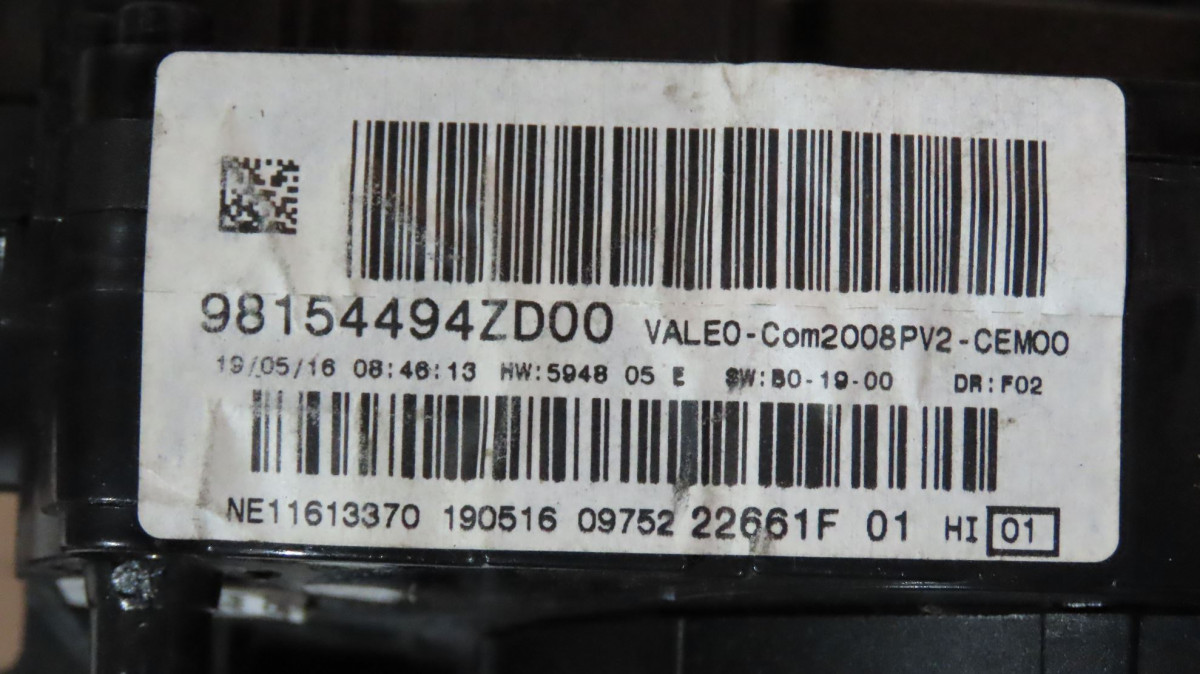 98154494ZD00 VALEO-Com2008PV2-CEM00
19/05/16 08:46:13 HW:5948 05 E SW:B0-19-00 DR:F02
NE11613370 190516 09752 22661F 01 HI 01